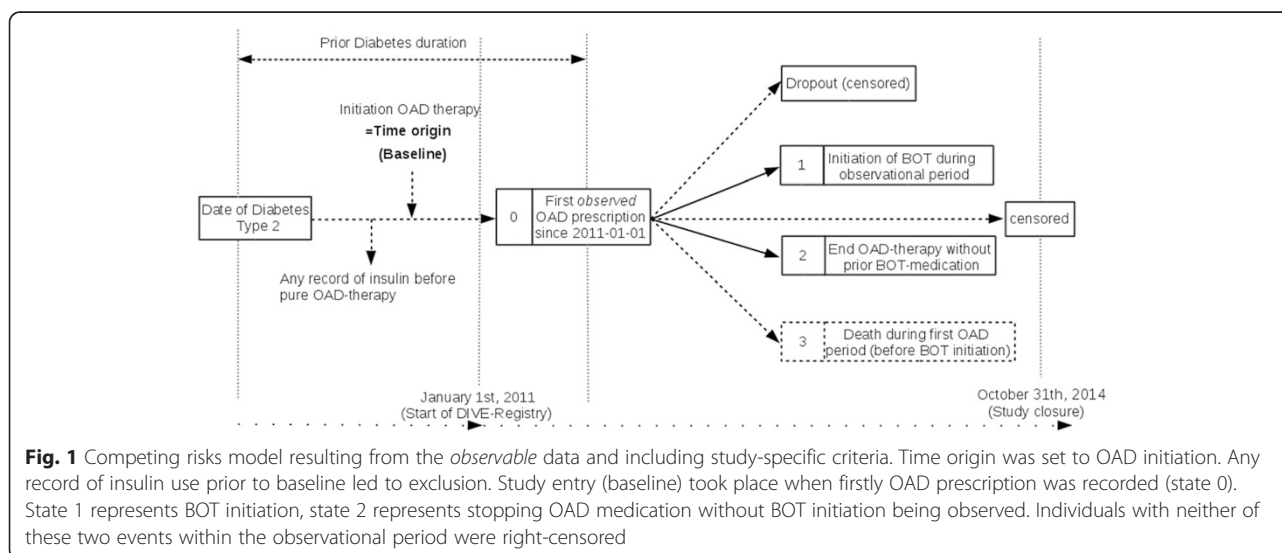 Prior Diabetes duration
Initiation OAD therapy
=Time origin
(Baseline)
Date of Diabetes
Type 2
Any record of insulin before
pure OAD-therapy
0
First observed
OAD prescription
since 2011-01-01
Dropout (censored)
1
Initiation of BOT during
observational period
censored
2
End OAD-therapy without
prior BOT-medication
3
Death during first OAD
period (before BOT initiation)
January 1st, 2011
(Start of DIVE-Registry)
October 31th, 2014
(Study closure)
Fig. 1 Competing risks model resulting from the observable data and including study-specific criteria. Time origin was set to OAD initiation. Any
record of insulin use prior to baseline led to exclusion. Study entry (baseline) took place when firstly OAD prescription was recorded (state 0).
State 1 represents BOT initiation, state 2 represents stopping OAD medication without BOT initiation being observed. Individuals with neither of
these two events within the observational period were right-censored